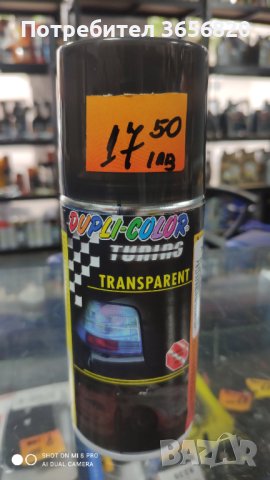 Потребител 3656820
17 50
лв
DUPLI-COLOR
TUNING
TRANSPARENT
SHOT ON MI 8 PRO
AI DUAL CAMERA
BAZAR